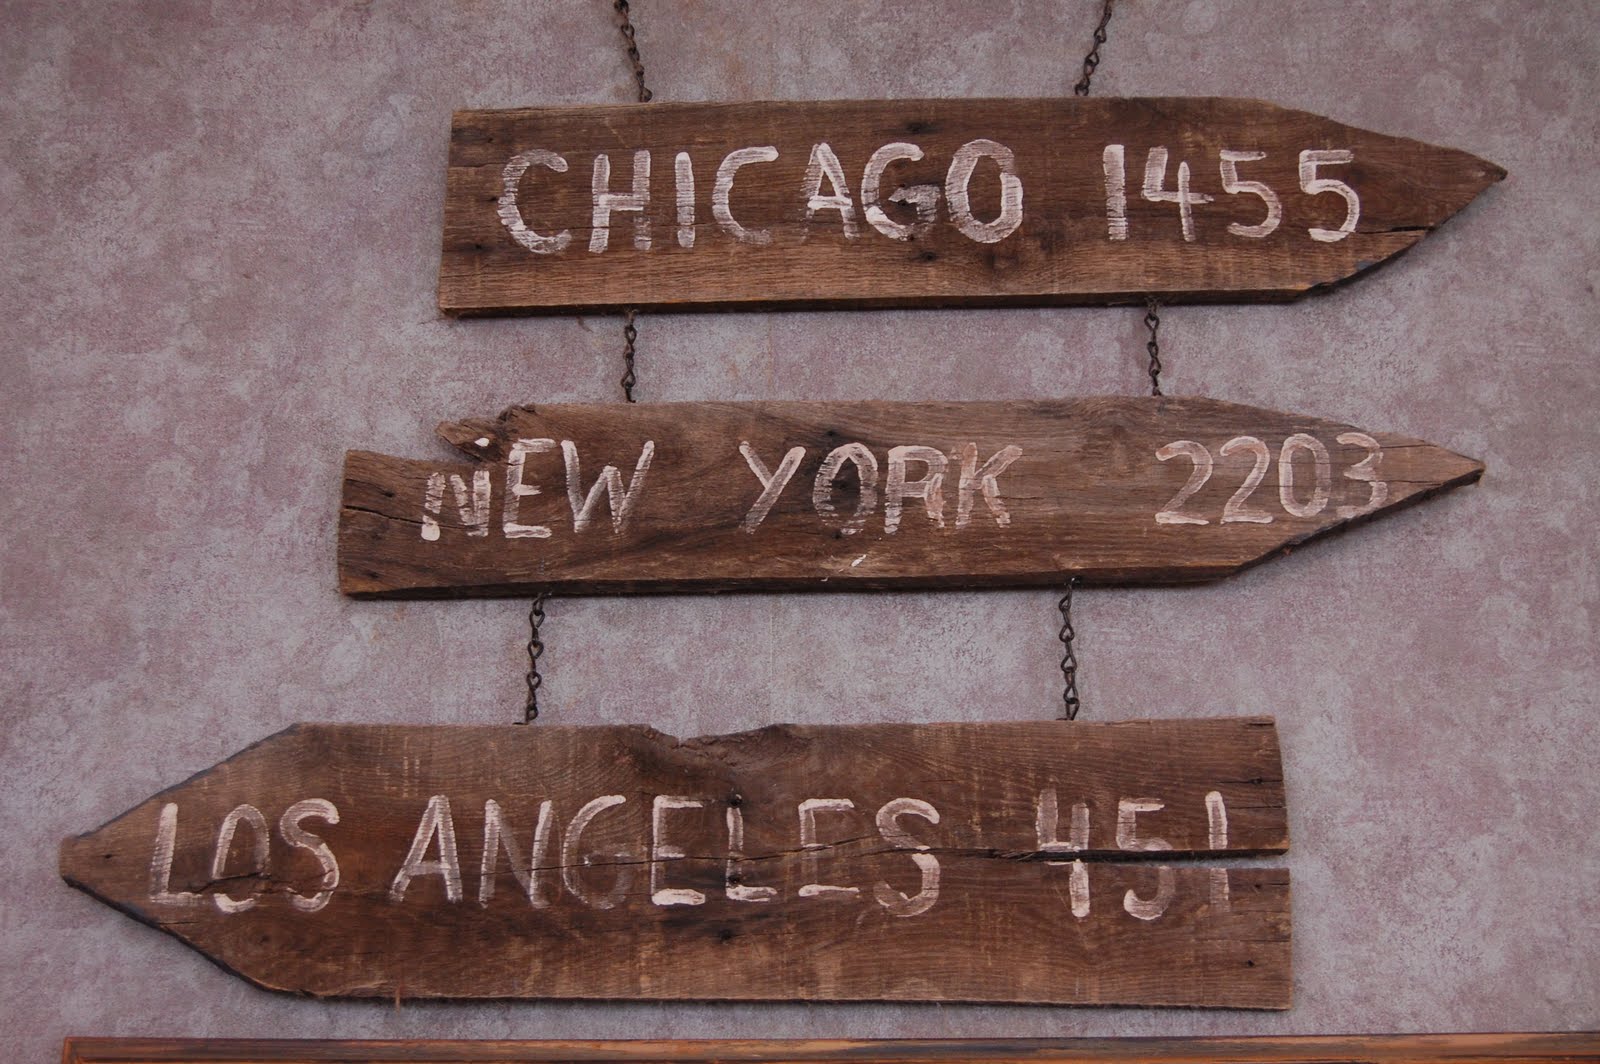 CHICAGO 1455
NEW YORK 2203
LOS ANGELES 451